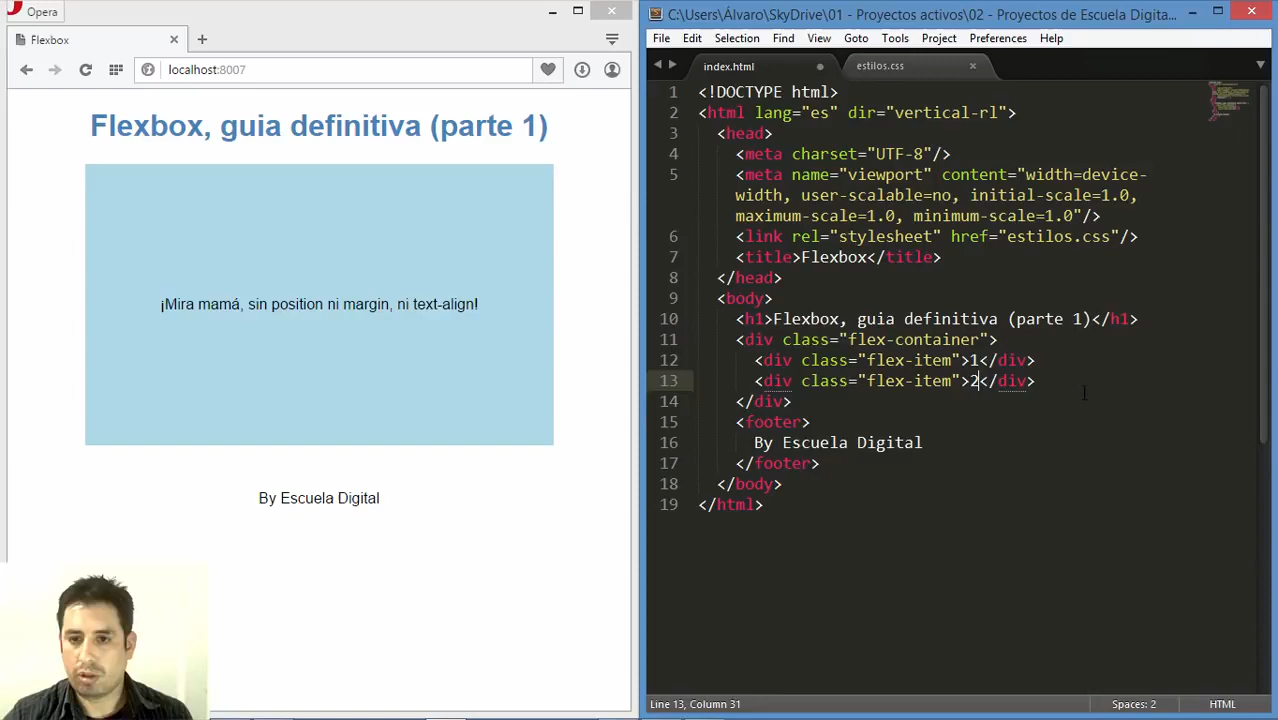 Opera
Flexbox
localhost:8007
Flexbox, guia definitiva (parte 1)
¡Mira mamá, sin position ni margin, ni text-align!
By Escuela Digital
C:\Users\Álvaro\SkyDrive\01 - Proyectos activos\02 - Proyectos de Escuela Digita...
File Edit Selection Find View Goto Tools Project Preferences Help
index.html estilos.css
1 <!DOCTYPE html>
2 <html lang="es" dir="vertical-rl">
3 <head>
4 <meta charset="UTF-8"/>
5 <meta name="viewport" content="width=device-
width, user-scalable=no, initial-scale=1.0,
maximum-scale=1.0, minimum-scale=1.0"/>
6 <link rel="stylesheet" href="estilos.css"/>
7 <title>Flexbox</title>
8 </head>
9 <body>
10 <h1>Flexbox, guia definitiva (parte 1)</h1>
11 <div class="flex-container">
12 <div class="flex-item">1</div>
13 <div class="flex-item">2</div>
14 </div>
15 <footer>
16 By Escuela Digital
17 </footer>
18 </body>
19 </html>
Line 13, Column 31 Spaces: 2 HTML